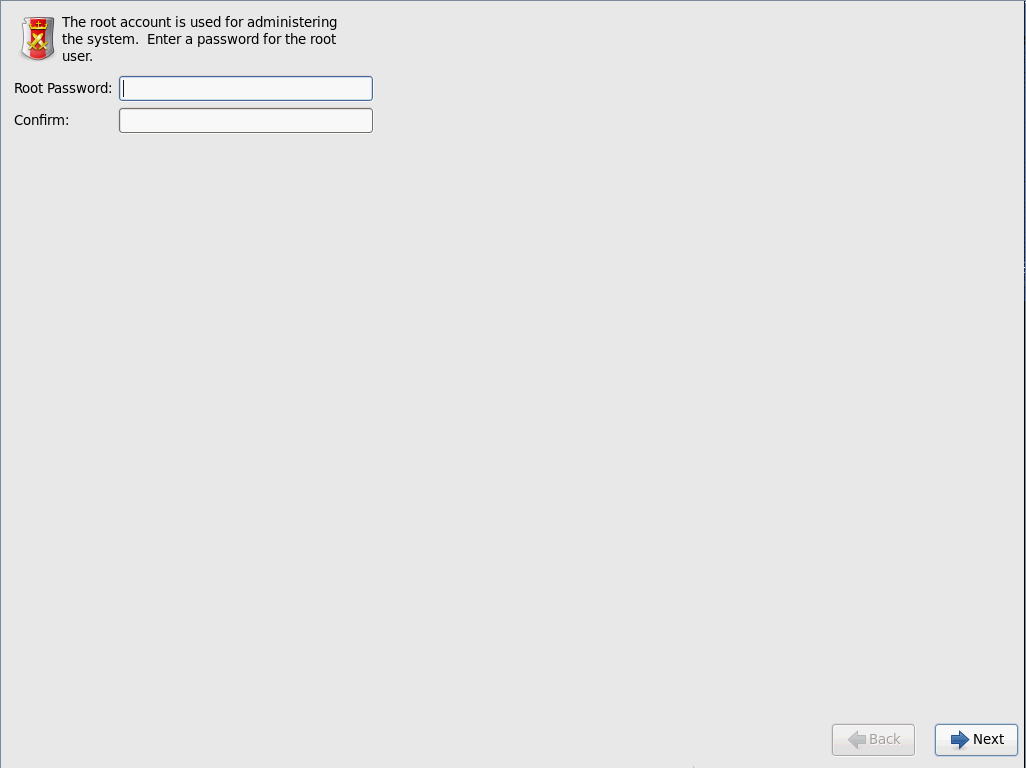 The root account is used for administering
the system.  Enter a password for the root
user.
Root Password:
Confirm:
Back
Next